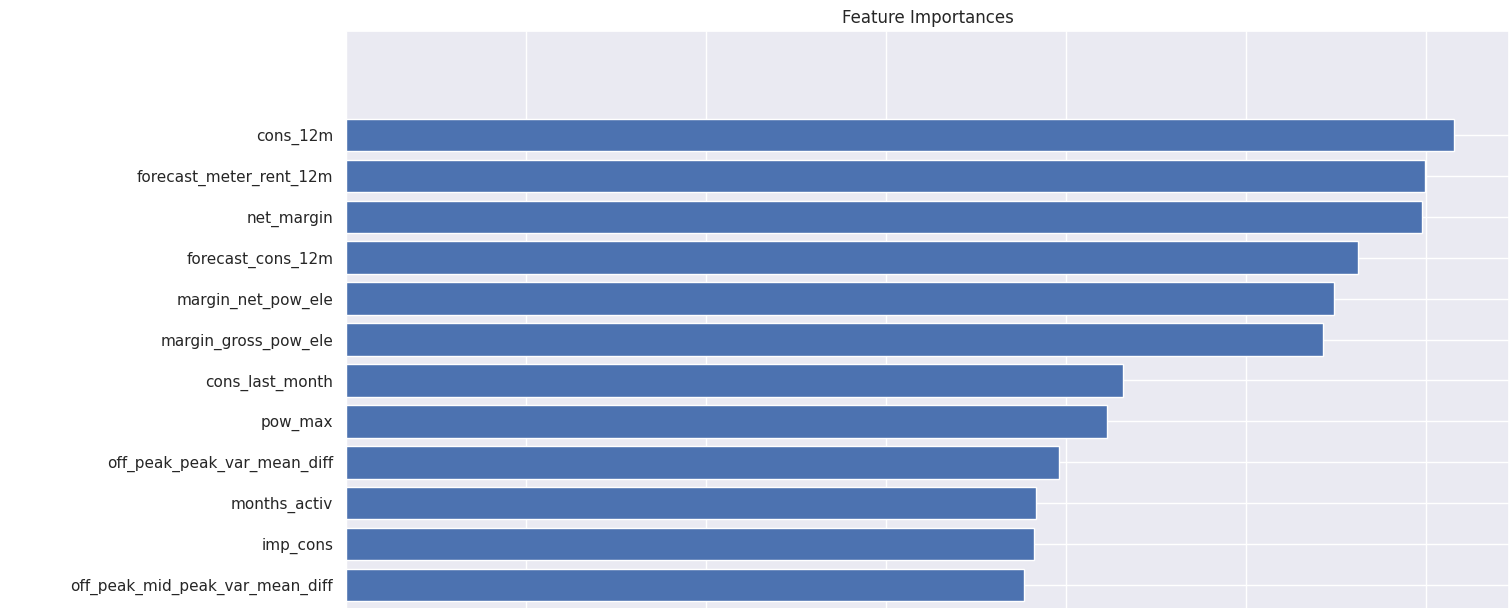 Feature Importances
cons_12m
forecast_meter_rent_12m
net_margin
forecast_cons_12m
margin_net_pow_ele
margin_gross_pow_ele
cons_last_month
pow_max
off_peak_peak_var_mean_diff
months_activ
imp_cons
off_peak_mid_peak_var_mean_diff